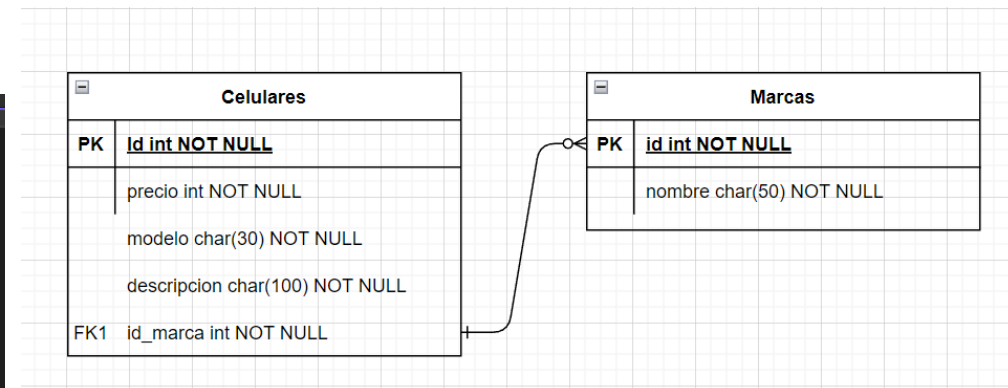 Celulares
PK Id int NOT NULL
precio int NOT NULL
modelo char(30) NOT NULL
descripcion char(100) NOT NULL
FK1 id_marca int NOT NULL
Marcas
PK id int NOT NULL
nombre char(50) NOT NULL